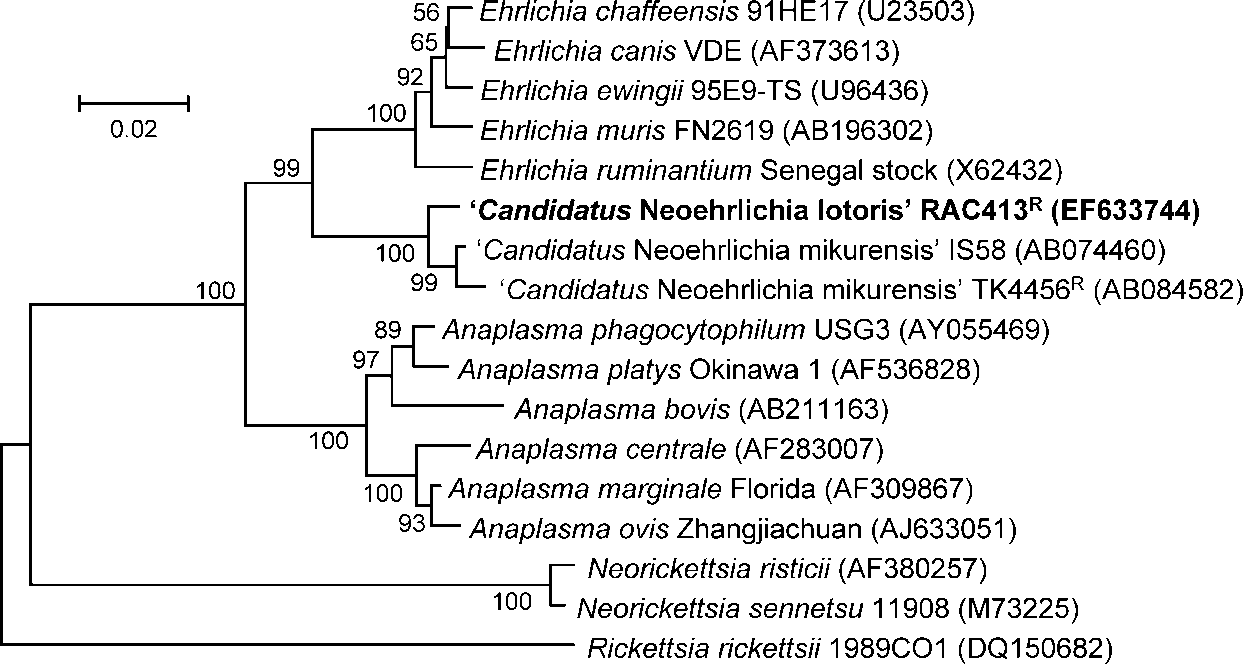 56
Ehrlichia chaffeensis 91HE17 (U23503)
65
Ehrlichia canis VDE (AF373613)
92
Ehrlichia ewingii 95E9-TS (U96436)
0.02
100
Ehrlichia muris FN2619 (AB196302)
99
Ehrlichia ruminantium Senegal stock (X62432)
‘Candidatus Neoehrlichia lotoris’ RAC413ᴿ (EF633744)
100
‘Candidatus Neoehrlichia mikurensis’ IS58 (AB074460)
99
‘Candidatus Neoehrlichia mikurensis’ TK4456ᴿ (AB084582)
100
89
Anaplasma phagocytophilum USG3 (AY055469)
97
Anaplasma platys Okinawa 1 (AF536828)
Anaplasma bovis (AB211163)
100
Anaplasma centrale (AF283007)
100
Anaplasma marginale Florida (AF309867)
93
Anaplasma ovis Zhangjiachuan (AJ633051)
Neorickettsia risticii (AF380257)
100
Neorickettsia sennetsu 11908 (M73225)
Rickettsia rickettsii 1989CO1 (DQ150682)